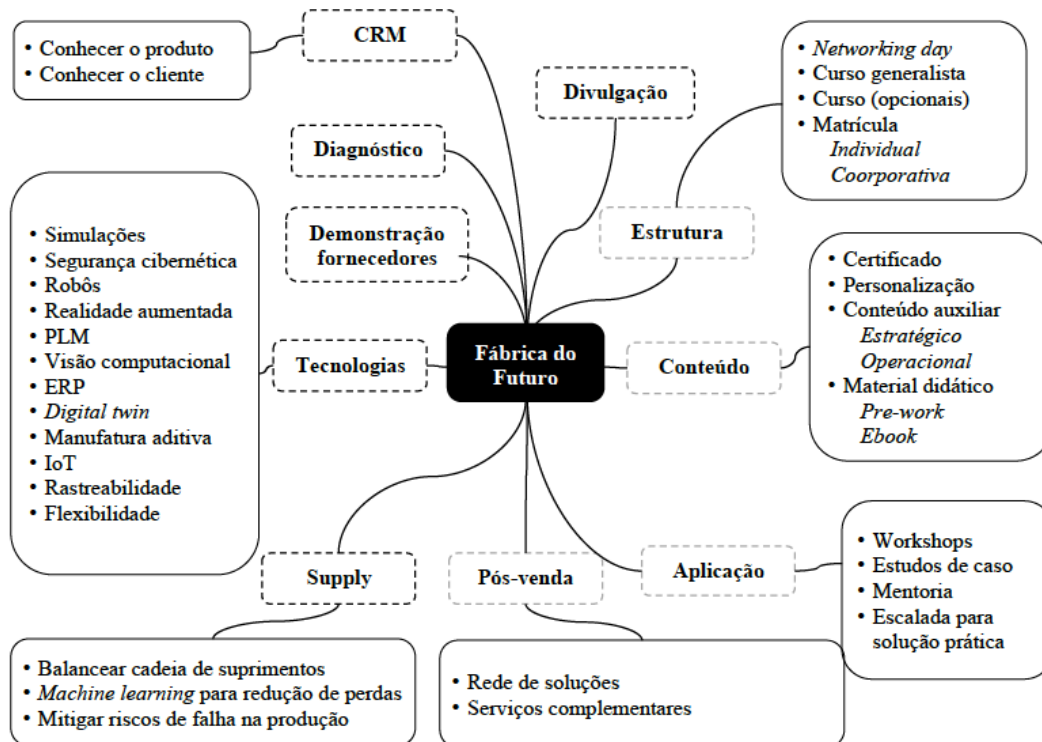 CRM
• Conhecer o produto
• Conhecer o cliente
Divulgação
• Networking day
• Curso generalista
• Curso (opcionais)
• Matrícula
Individual
Coorporativa
Diagnóstico
Estrutura
Demonstração
fornecedores
• Simulações
• Segurança cibernética
• Robôs
• Realidade aumentada
• PLM
• Visão computacional
• ERP
• Digital twin
• Manufatura aditiva
• IoT
• Rastreabilidade
• Flexibilidade
Tecnologias
Fábrica do
Futuro
Conteúdo
• Certificado
• Personalização
• Conteúdo auxiliar
Estratégico
Operacional
• Material didático
Pre-work
Ebook
Supply
Pós-venda
Aplicação
• Workshops
• Estudos de caso
• Mentoria
• Escalada para
solução prática
• Balancear cadeia de suprimentos
• Machine learning para redução de perdas
• Mitigar riscos de falha na produção
• Rede de soluções
• Serviços complementares